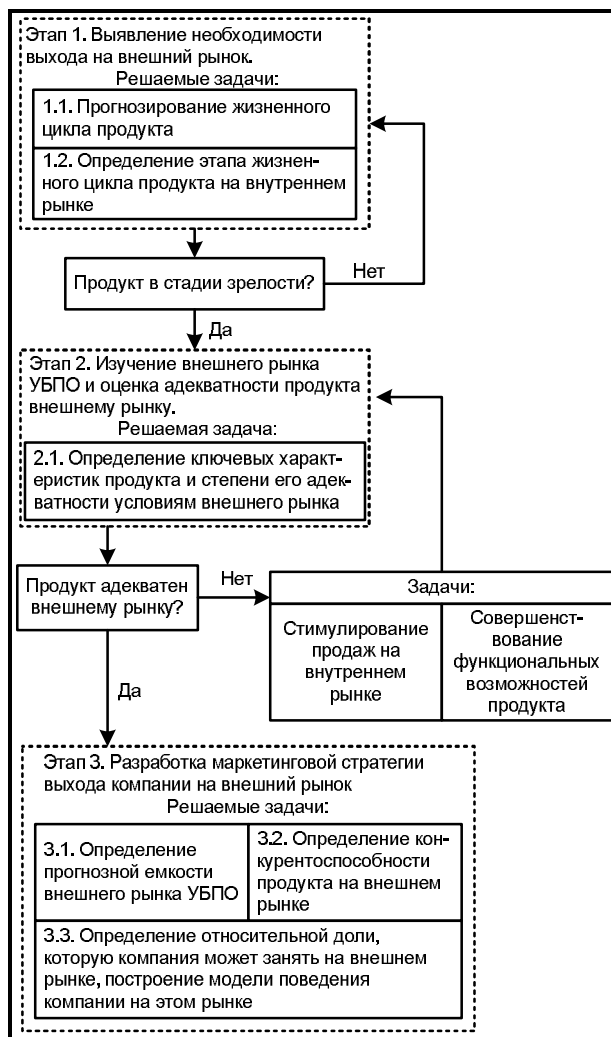 Этап 1. Выявление необходимости
выхода на внешний рынок.
Решаемые задачи:
1.1. Прогнозирование жизненного
цикла продукта
1.2. Определение этапа жизнен-
ного цикла продукта на внутреннем
рынке
Продукт в стадии зрелости?
Нет
Да
Этап 2. Изучение внешнего рынка
УБПО и оценка адекватности продукта
внешнему рынку.
Решаемая задача:
2.1. Определение ключевых характ-
еристик продукта и степени его адек-
ватности условиям внешнего рынка
Продукт адекватен
внешнему рынку?
Нет
Задачи:
Стимулирование
продаж на
внутреннем
рынке
Совершенст-
вование
функциональных
возможностей
продукта
Да
Этап 3. Разработка маркетинговой стратегии
выхода компании на внешний рынок
Решаемые задачи:
3.1. Определение
прогнозной емкости
внешнего рынка УБПО
3.2. Определение кон-
курентоспособности
продукта на внешнем
рынке
3.3. Определение относительной доли,
которую компания может занять на внешнем
рынке, построение модели поведения
компании на этом рынке